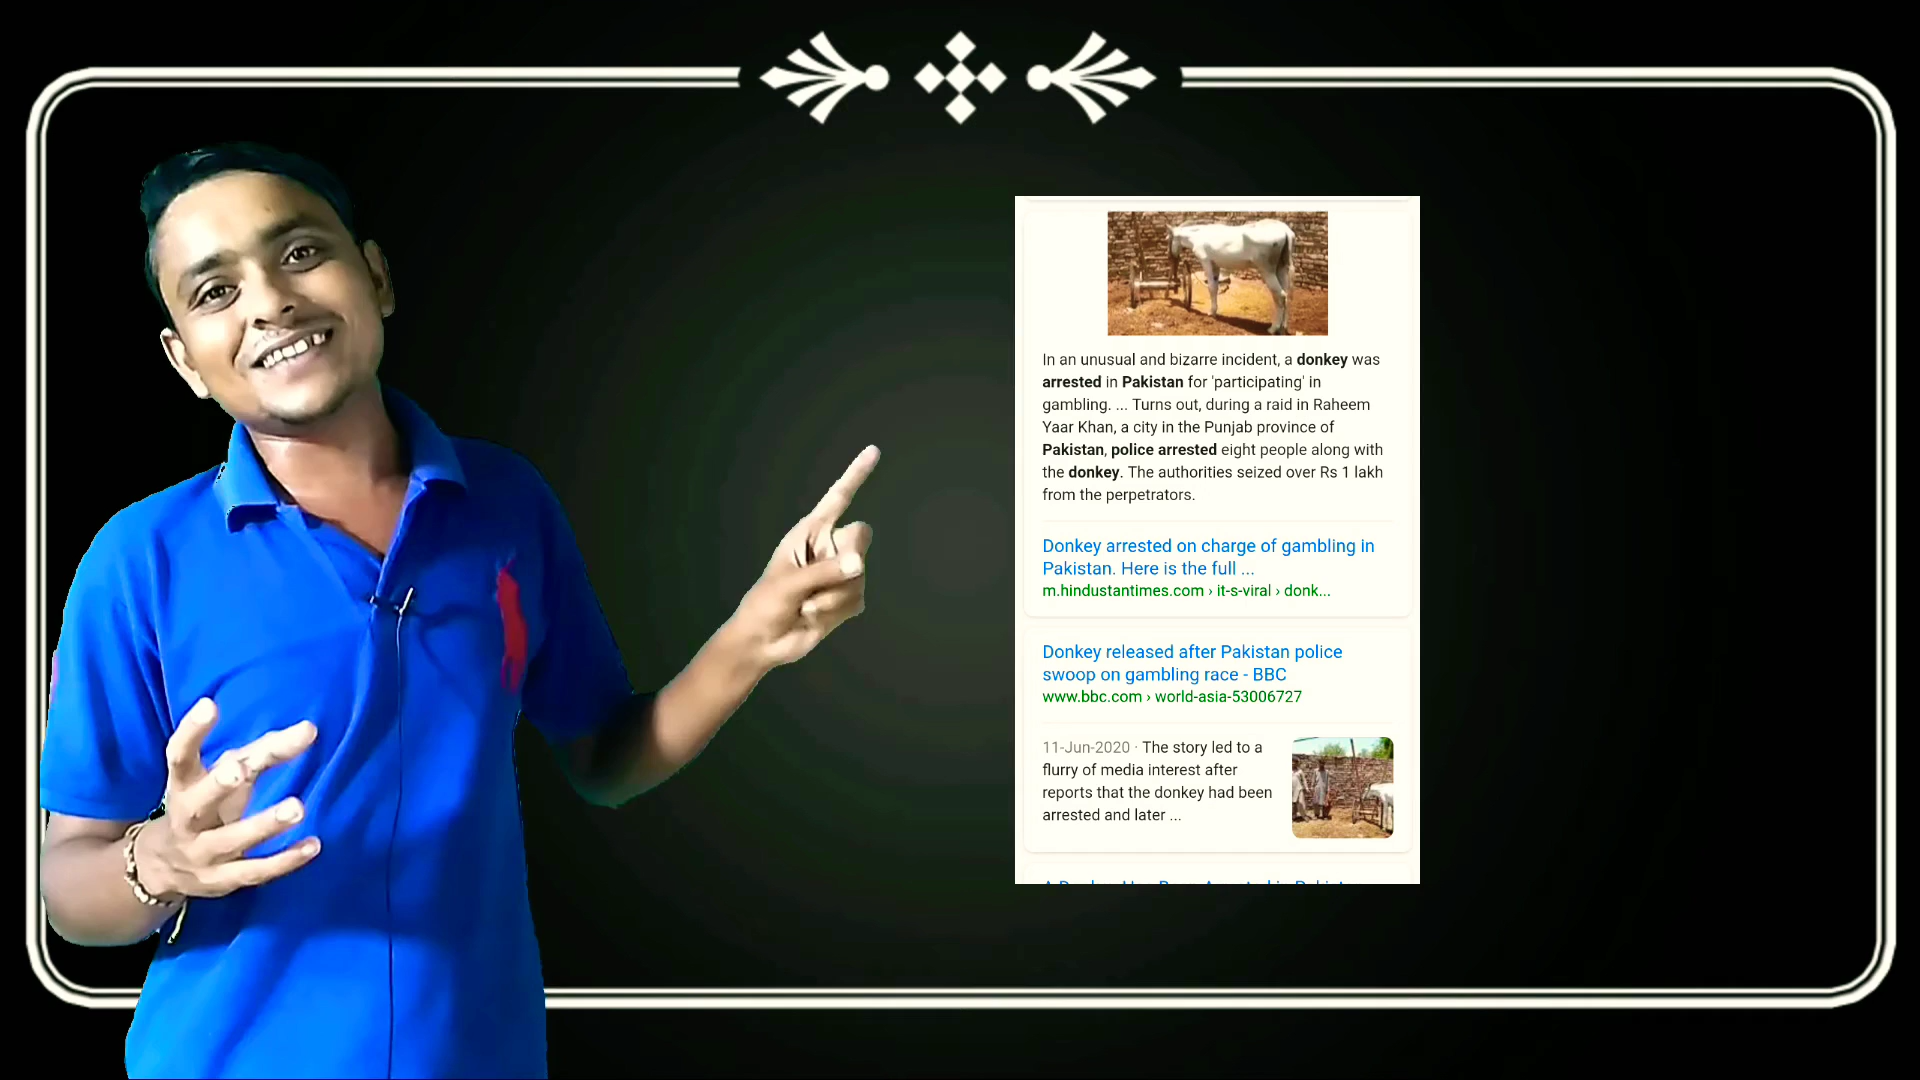 In an unusual and bizarre incident, a donkey was
arrested in Pakistan for 'participating' in
gambling. ... Turns out, during a raid in Raheem
Yaar Khan, a city in the Punjab province of
Pakistan, police arrested eight people along with
the donkey. The authorities seized over Rs 1 lakh
from the perpetrators.
Donkey arrested on charge of gambling in
Pakistan. Here is the full ...
m.hindustantimes.com › it-s-viral › donk...
Donkey released after Pakistan police
swoop on gambling race - BBC
www.bbc.com › world-asia-53006727
11-Jun-2020 · The story led to a
flurry of media interest after
reports that the donkey had been
arrested and later ...